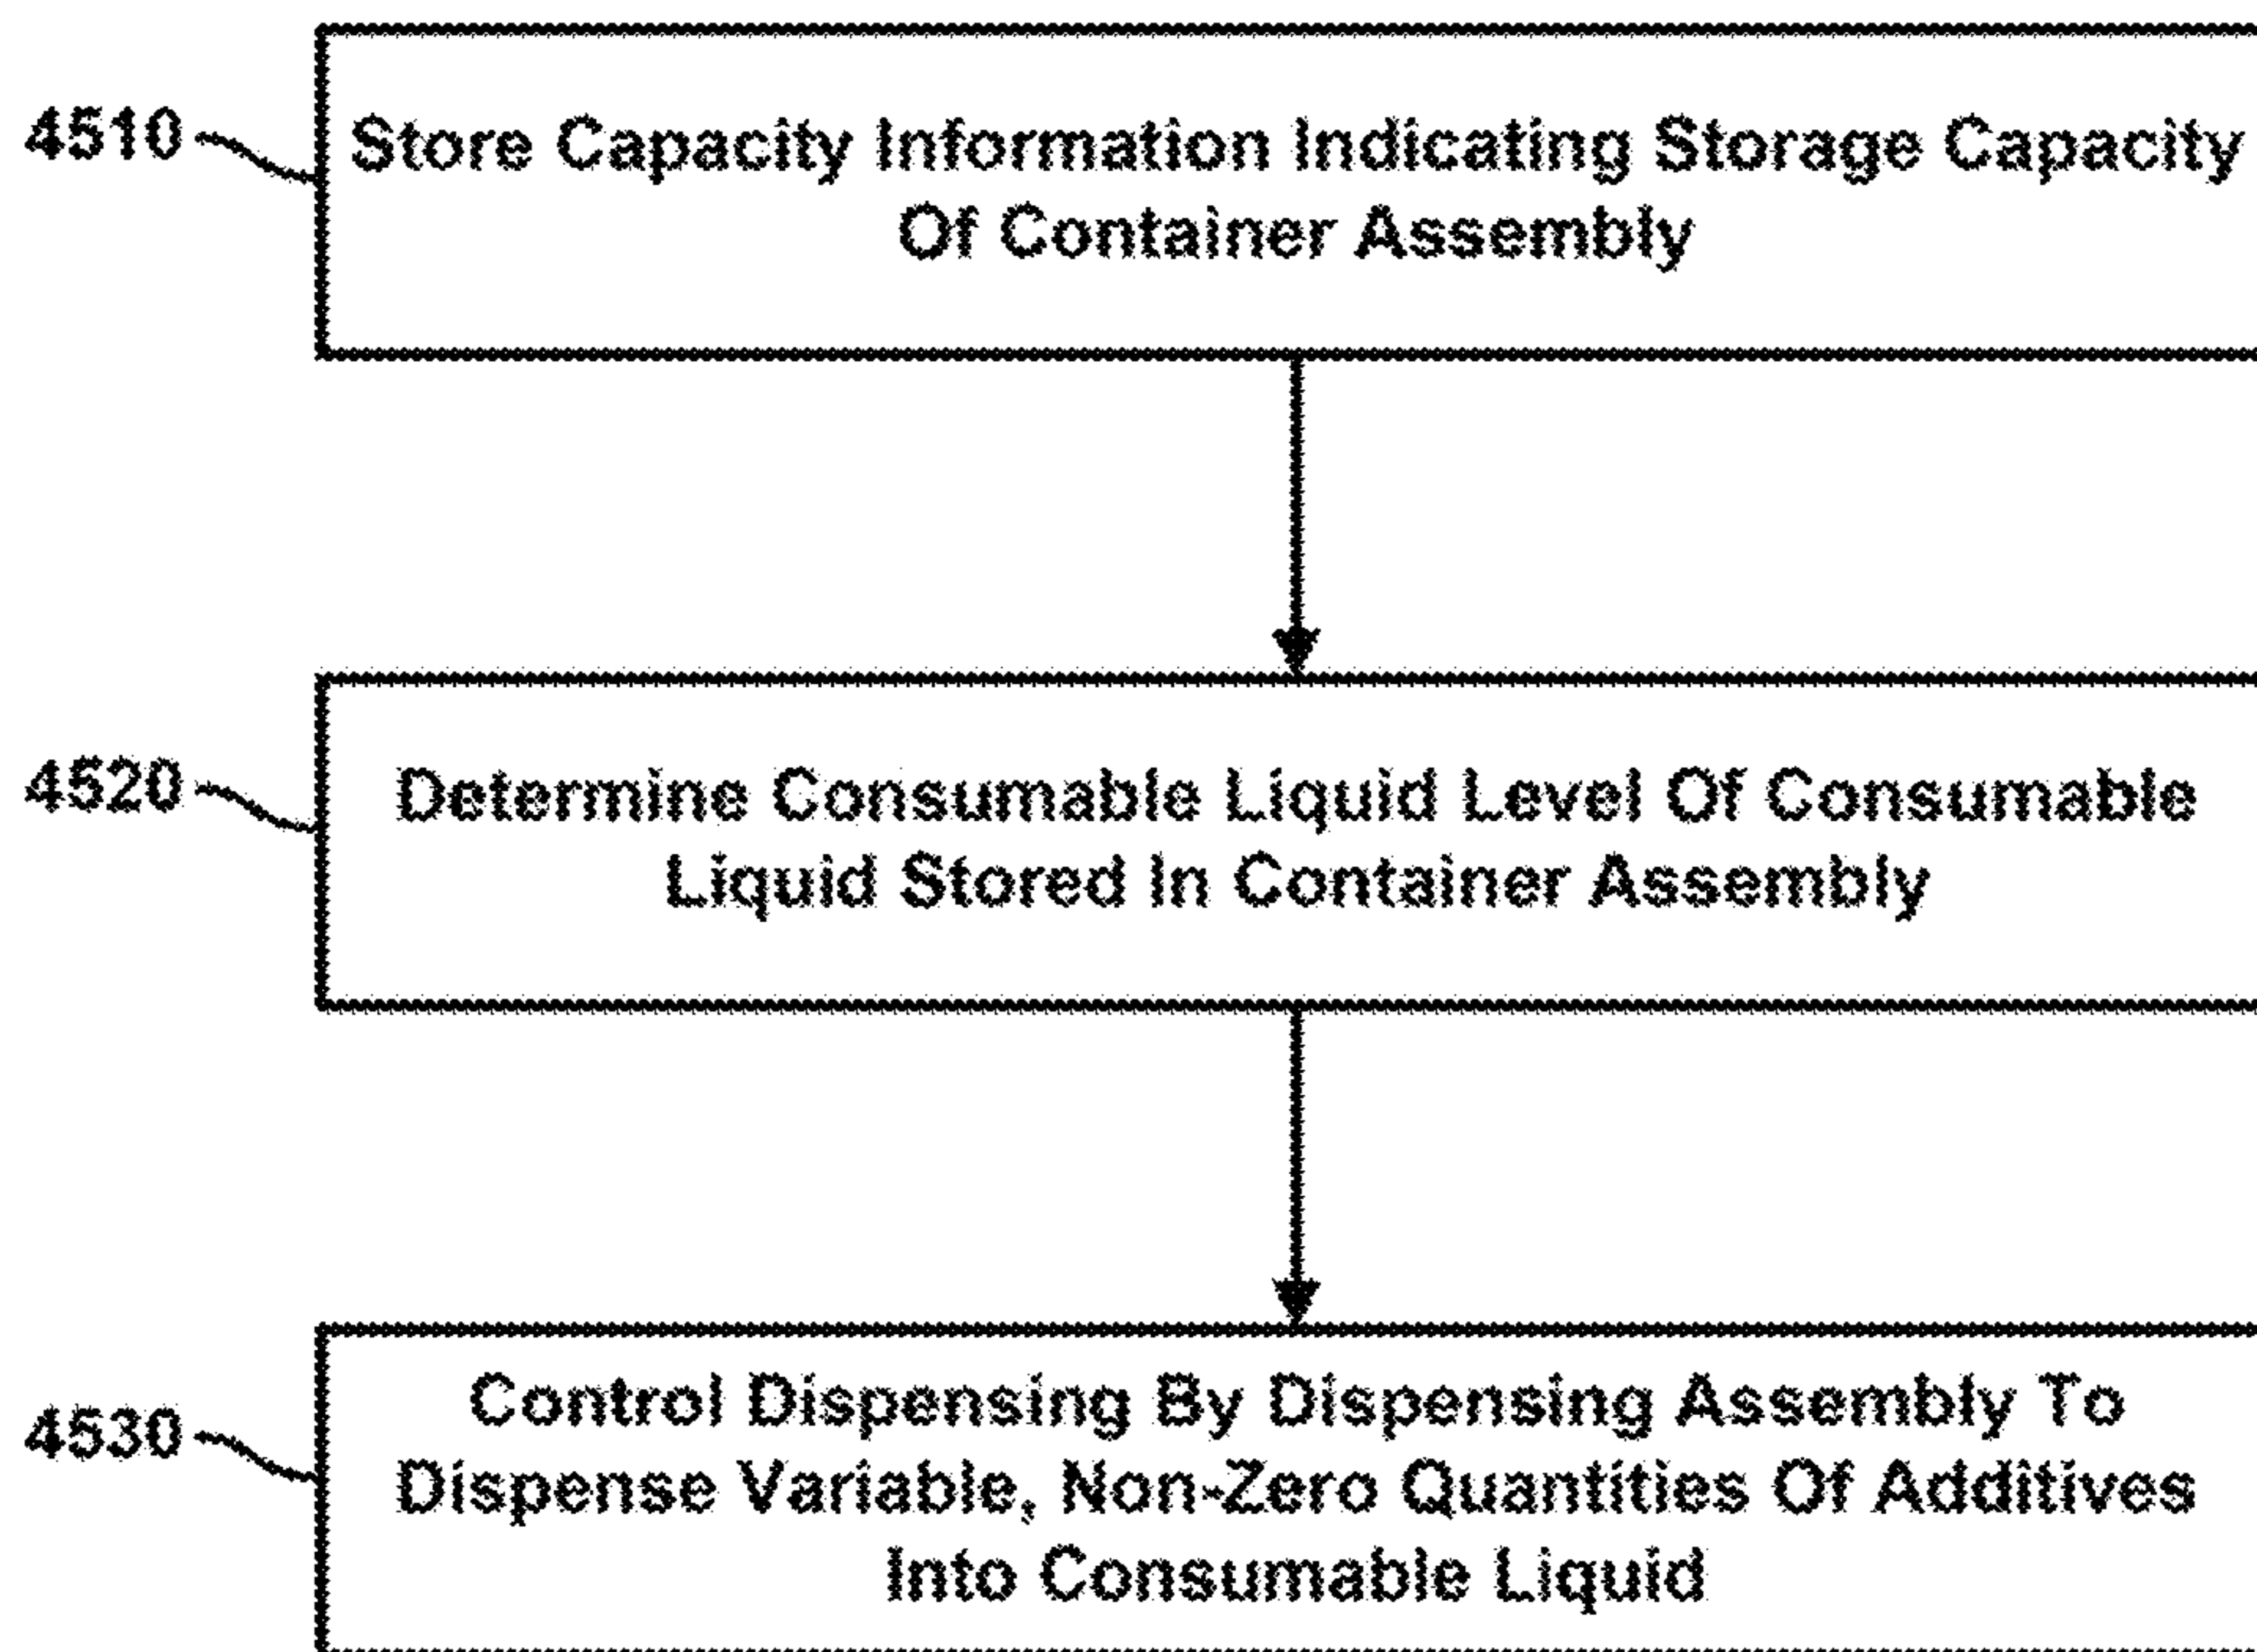 4510
Store Capacity Information Indicating Storage Capacity
Of Container Assembly
4520
Determine Consumable Liquid Level Of Consumable
Liquid Stored In Container Assembly
4530
Control Dispensing By Dispensing Assembly To
Dispense Variable, Non-Zero Quantities Of Additives
Into Consumable Liquid